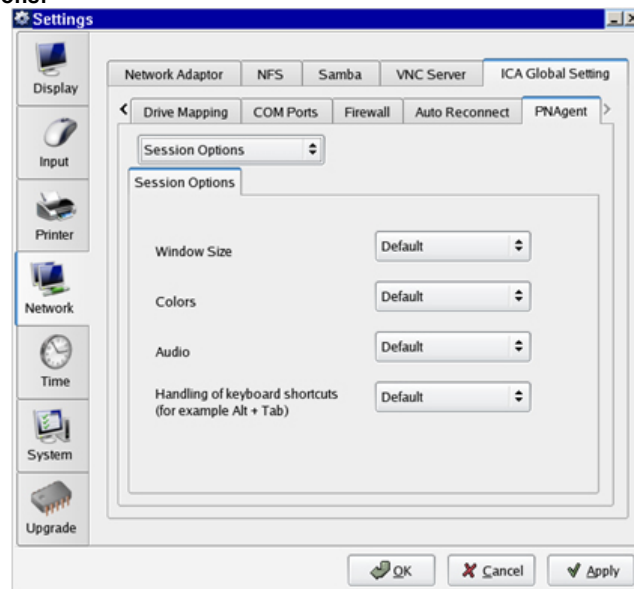 ons.
Settings
Display
Input
Printer
Network
Time
System
Upgrade
Network Adaptor NFS Samba VNC Server ICA Global Setting
Drive Mapping COM Ports Firewall Auto Reconnect PNAgent
Session Options
Session Options
Window Size Default
Colors Default
Audio Default
Handling of keyboard shortcuts
(for example Alt + Tab) Default
OK Cancel Apply